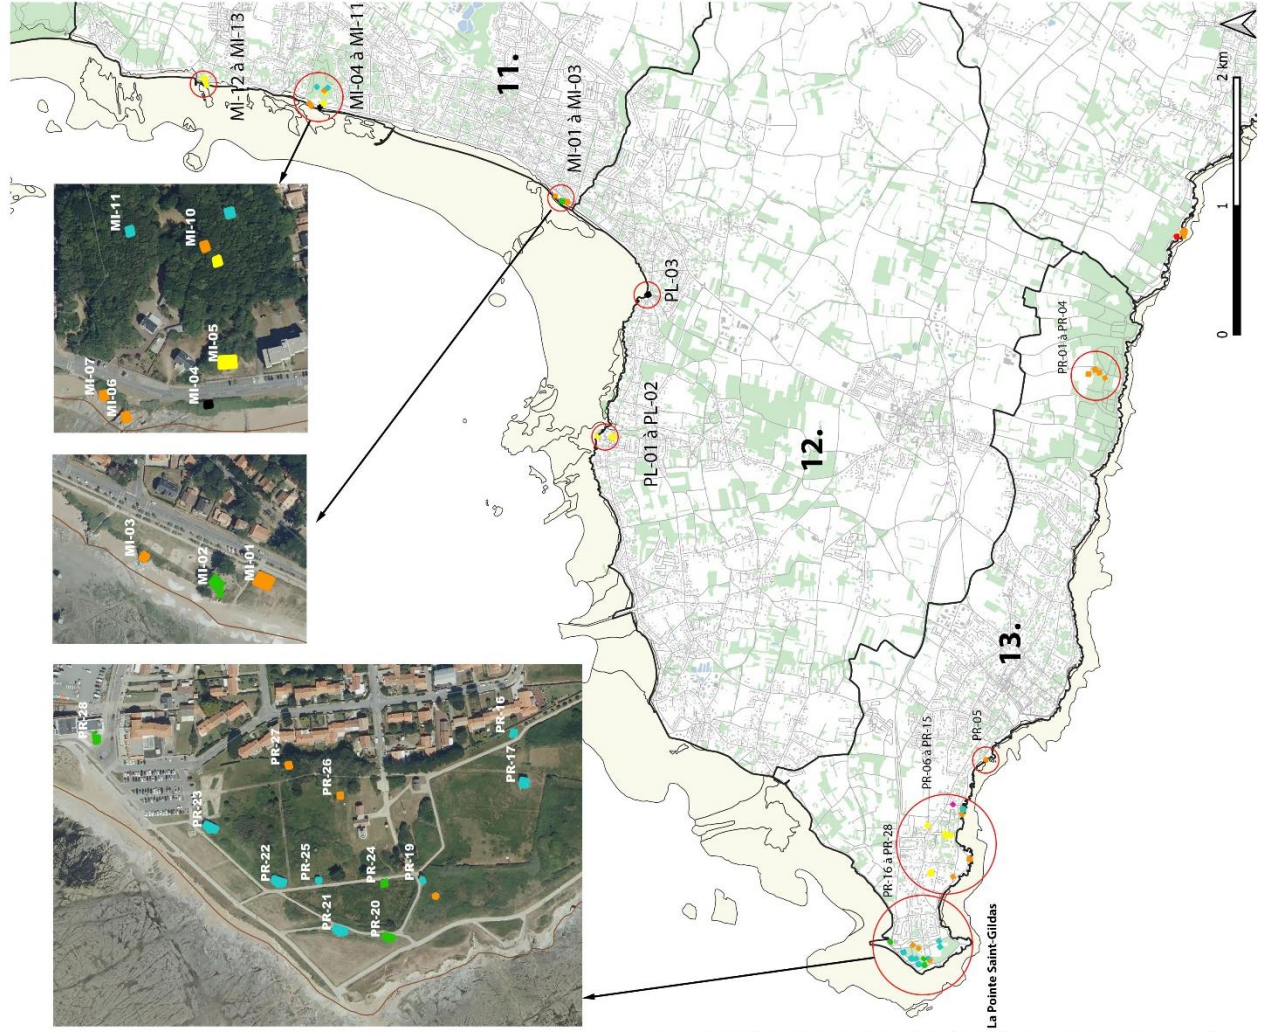 MI-12 à MI-13
MI-04 à MI-11
11.
MI-01 à MI-03
MI-11
MI-10
MI-07
MI-06
MI-05
MI-04
MI-03
MI-02
MI-01
PL-03
PL-01 à PL-02
12.
PR-01 à PR-04
0
1
2 km
13.
PR-28
PR-27
PR-26
PR-23
PR-22
PR-25
PR-24
PR-19
PR-21
PR-20
PR-16
PR-17
PR-16 à PR-28
PR-06 à PR-15
PR-05
La Pointe Saint-Gildas